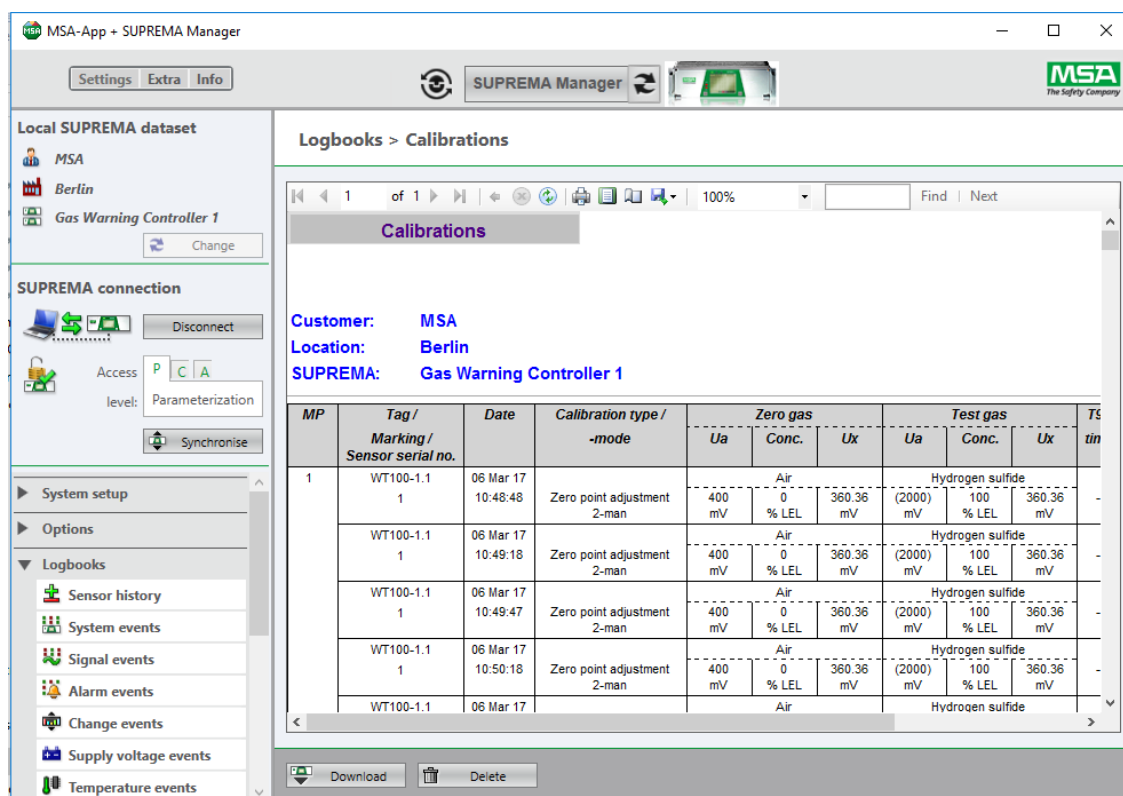 MSA-App + SUPREMA Manager
Settings Extra Info
SUPREMA Manager
MSA
The Safety Company
Local SUPREMA dataset
MSA
Berlin
Gas Warning Controller 1
Change
SUPREMA connection
Disconnect
Access level:
P C A
Parameterization
Synchronise
System setup
Options
Logbooks
Sensor history
System events
Signal events
Alarm events
Change events
Supply voltage events
Temperature events
Logbooks > Calibrations
1 of 1 100% Find | Next
Calibrations
Customer: MSA
Location: Berlin
SUPREMA: Gas Warning Controller 1
MP Tag / Date Calibration type / Zero gas Test gas
Marking / -mode Ua Conc. Ux Ua Conc. Ux
Sensor serial no.
1 WT100-1.1 06 Mar 17 Air Hydrogen sulfide
1 10:48:48 Zero point adjustment 400 0 360.36 (2000) 100 360.36 -
2-man mV % LEL mV mV % LEL mV
WT100-1.1 06 Mar 17 Air Hydrogen sulfide
1 10:49:18 Zero point adjustment 400 0 360.36 (2000) 100 360.36 -
2-man mV % LEL mV mV % LEL mV
WT100-1.1 06 Mar 17 Air Hydrogen sulfide
1 10:49:47 Zero point adjustment 400 0 360.36 (2000) 100 360.36 -
2-man mV % LEL mV mV % LEL mV
WT100-1.1 06 Mar 17 Air Hydrogen sulfide
1 10:50:18 Zero point adjustment 400 0 360.36 (2000) 100 360.36 -
2-man mV % LEL mV mV % LEL mV
WT100-1.1 06 Mar 17 Air Hydrogen sulfide
Download Delete